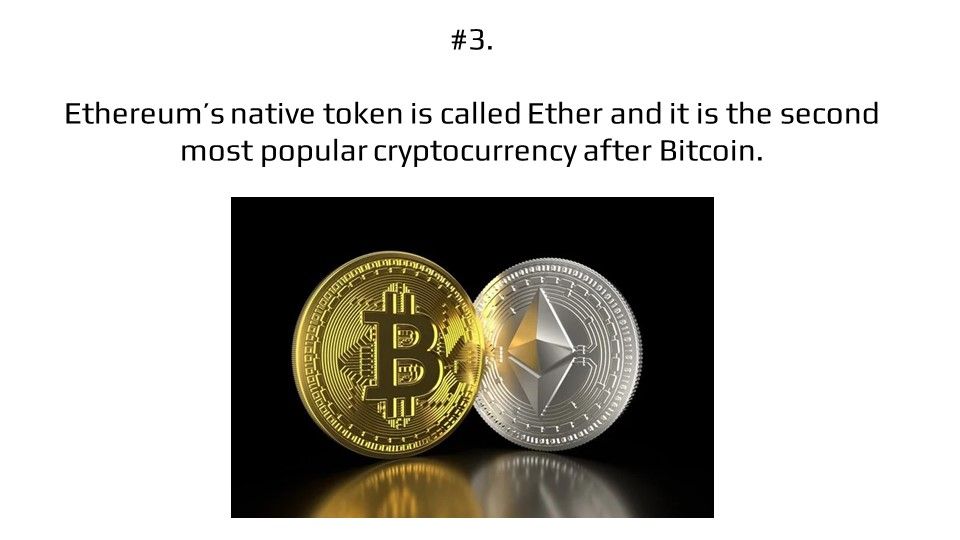 #3.
Ethereum’s native token is called Ether and it is the second
most popular cryptocurrency after Bitcoin.